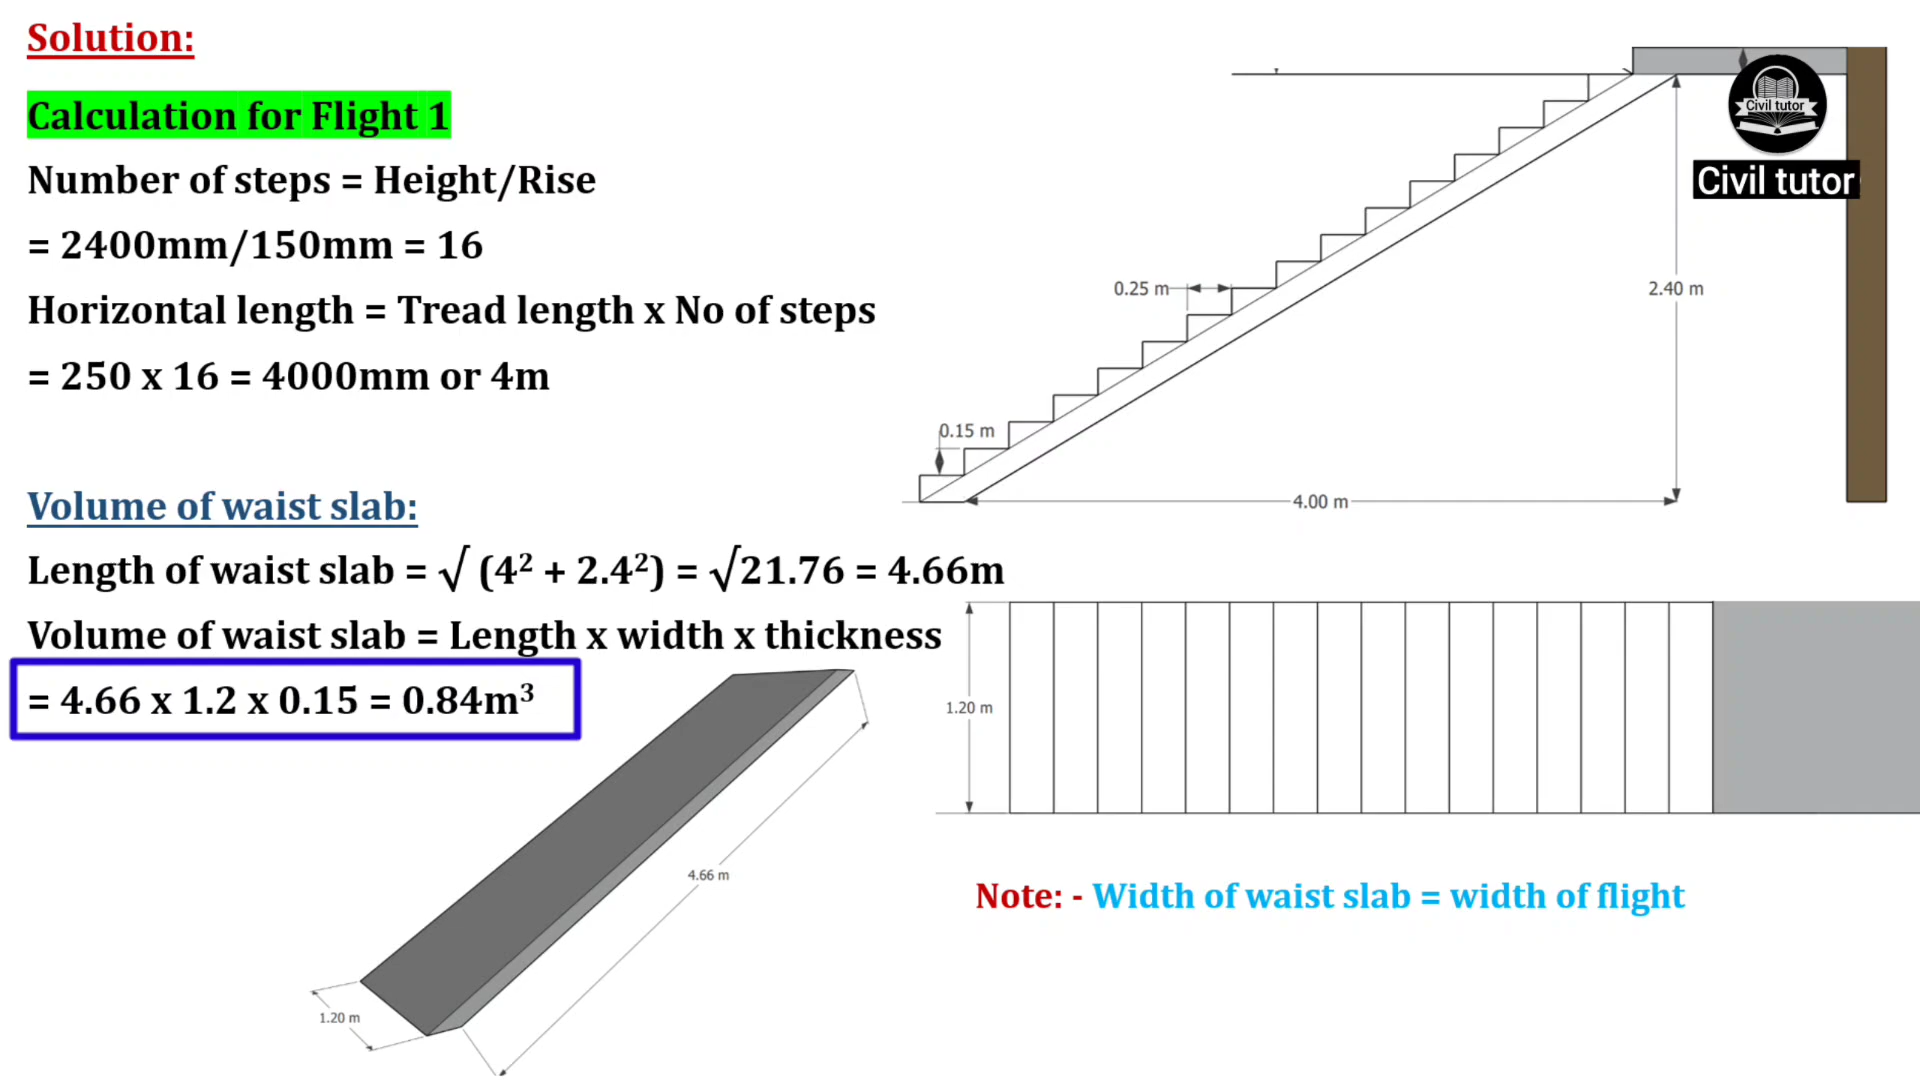 Solution:
Calculation for Flight 1
Number of steps = Height/Rise
= 2400mm/150mm = 16
Horizontal length = Tread length x No of steps
= 250 x 16 = 4000mm or 4m
Volume of waist slab:
Length of waist slab = √ (4² + 2.4²) = √21.76 = 4.66m
Volume of waist slab = Length x width x thickness
= 4.66 x 1.2 x 0.15 = 0.84m³
4.66 m
1.20 m
Civil tutor
Civil tutor
0.25 m
2.40 m
0.15 m
4.00 m
1.20 m
Note: - Width of waist slab = width of flight